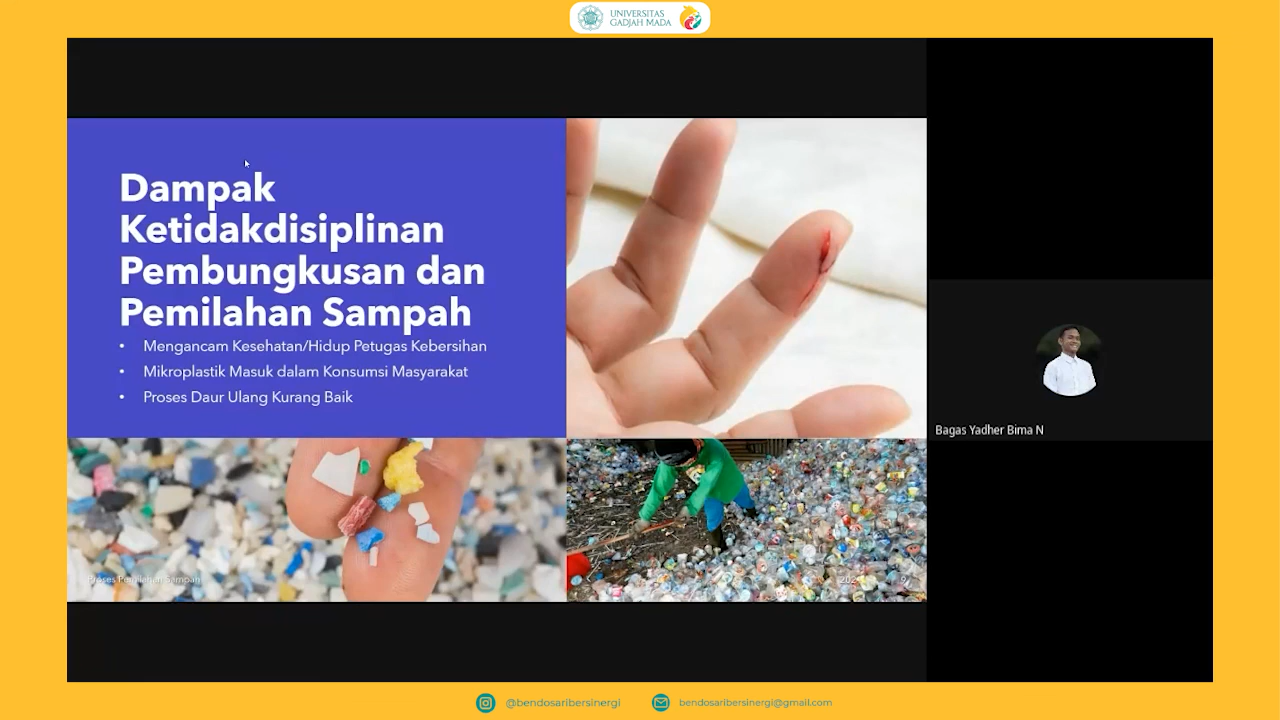 UNIVERSITAS
GADJAH MADA
Dampak
Ketidakdisiplinan
Pembungkusan dan
Pemilahan Sampah
• Mengancam Kesehatan/Hidup Petugas Kebersihan
• Mikroplastik Masuk dalam Konsumsi Masyarakat
• Proses Daur Ulang Kurang Baik
Bagas Yadher Bima N
Proses Pemilahan Sampah
9
@bendosaribersinergi
bendosaribersinergi@gmail.com